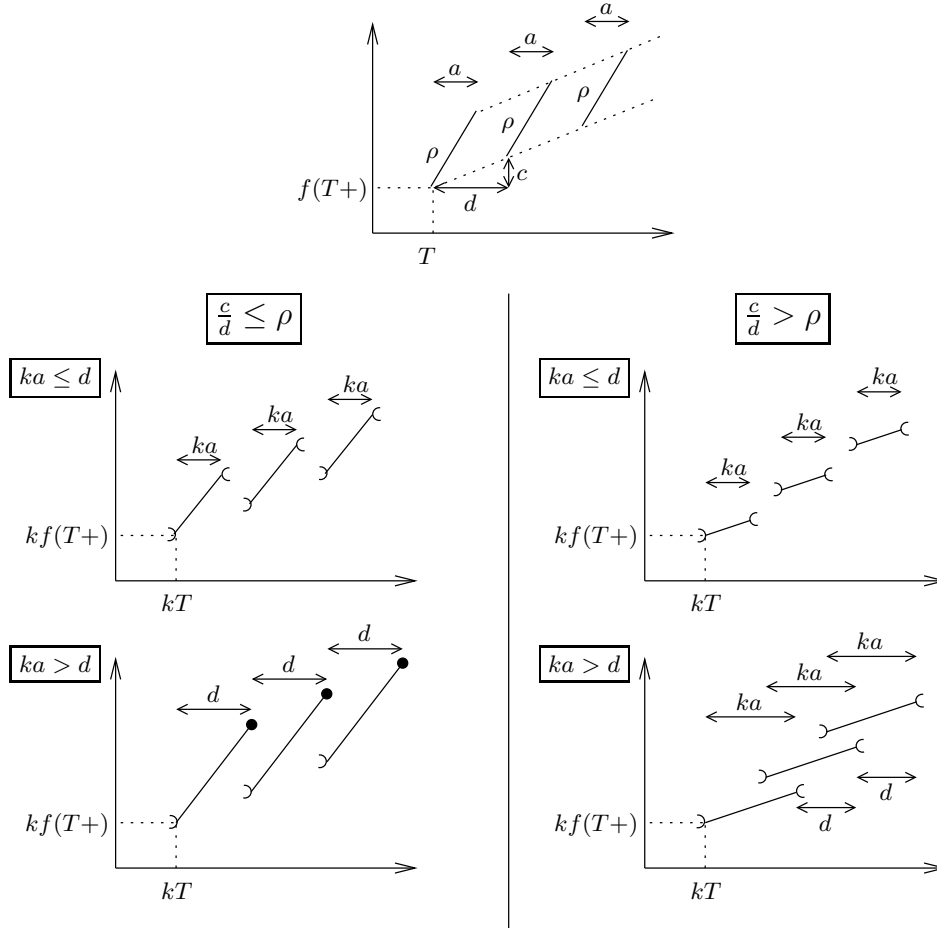 a
a
a
ρ
ρ
ρ
f(T+)
c
d
T
c/d ≤ ρ
c/d > ρ
ka ≤ d
ka
ka
ka
kf(T+)
kT
ka ≤ d
ka
ka
ka
kf(T+)
kT
ka > d
d
d
d
kf(T+)
kT
ka > d
ka
ka
ka
d
d
kf(T+)
kT